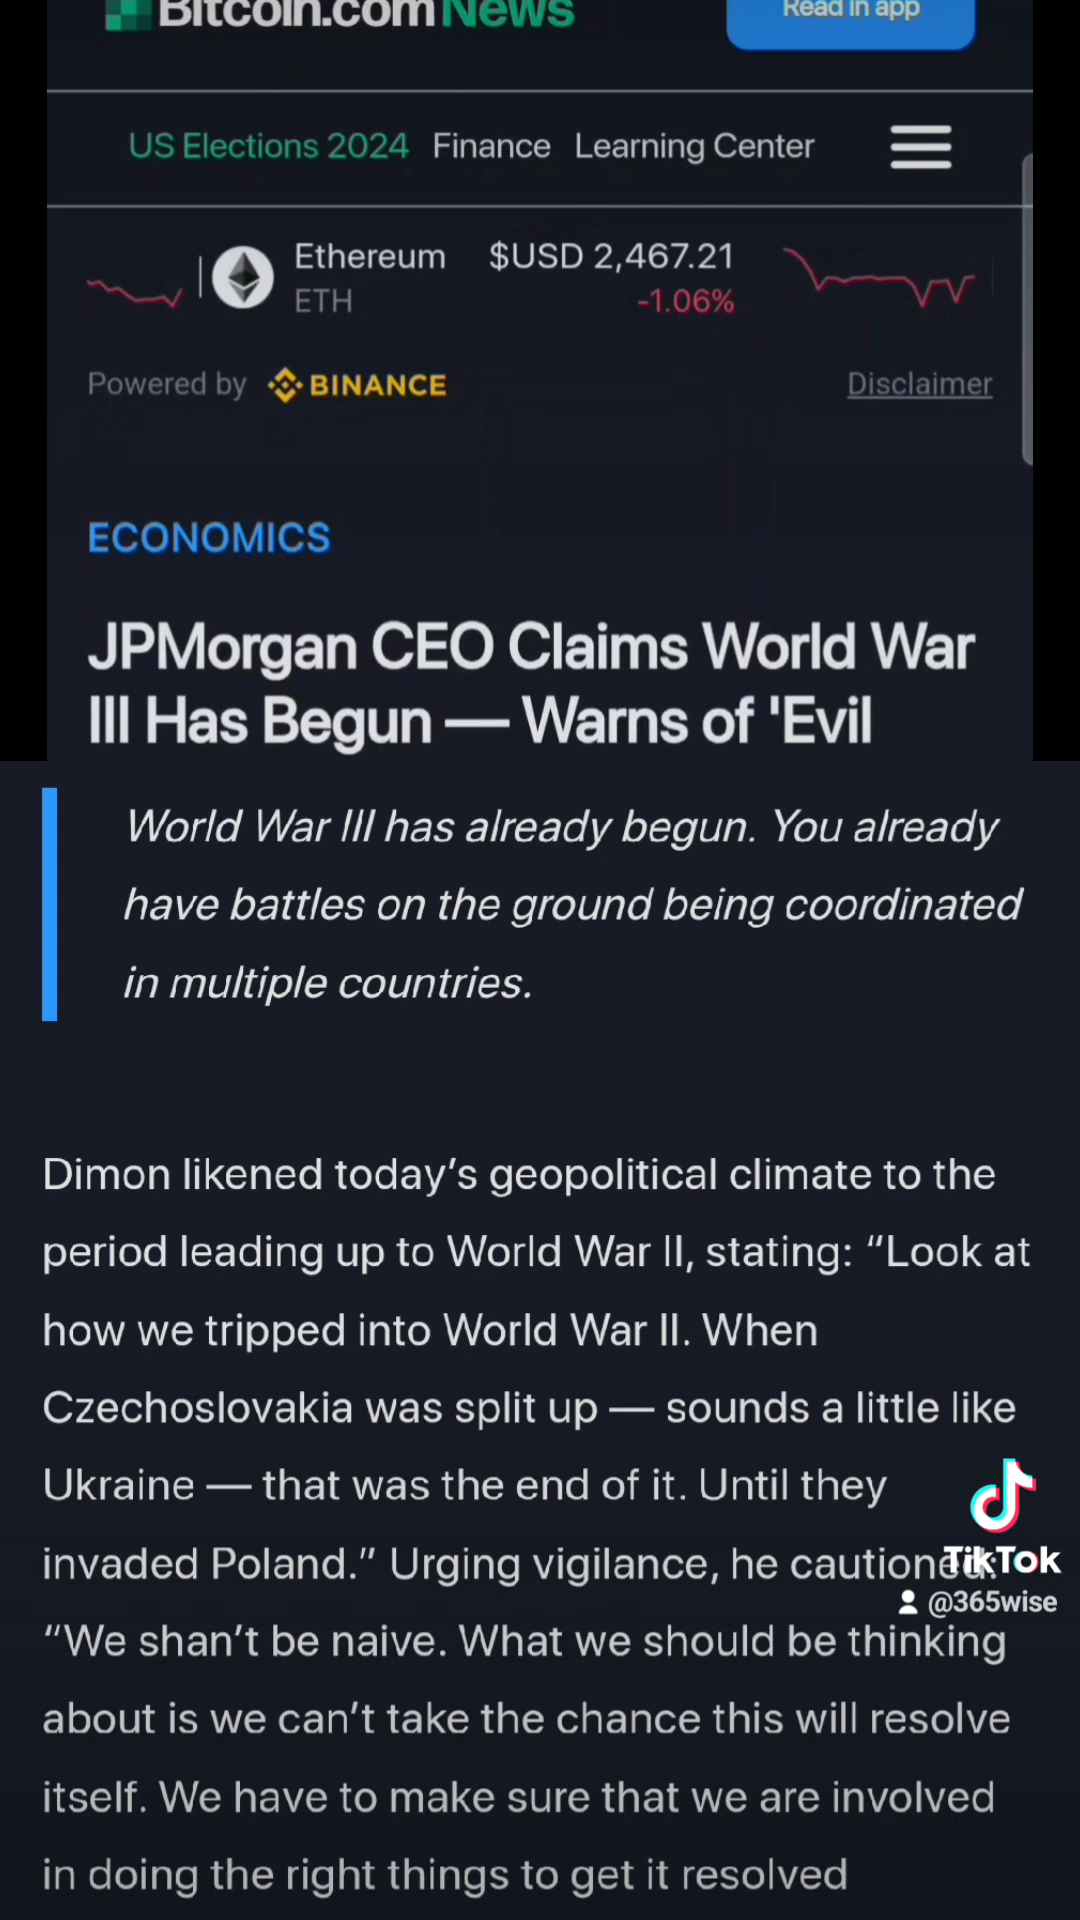 Bitcoin.com News
Read in app
US Elections 2024 Finance Learning Center
Ethereum $USD 2,467.21
ETH -1.06%
Powered by BINANCE Disclaimer
ECONOMICS
JPMorgan CEO Claims World War
III Has Begun — Warns of 'Evil
World War III has already begun. You already
have battles on the ground being coordinated
in multiple countries.
Dimon likened today’s geopolitical climate to the
period leading up to World War II, stating: “Look at
how we tripped into World War II. When
Czechoslovakia was split up — sounds a little like
Ukraine — that was the end of it. Until they
invaded Poland.” Urging vigilance, he cautioned:
TikTok
@365wise
“We shan’t be naive. What we should be thinking
about is we can’t take the chance this will resolve
itself. We have to make sure that we are involved
in doing the right things to get it resolved